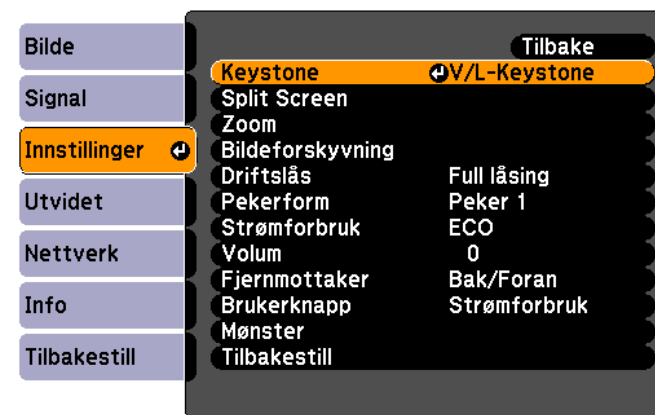 Bilde
Signal
Innstillinger
Utvidet
Nettverk
Info
Tilbakestill
Tilbake
Keystone V/L-Keystone
Split Screen
Zoom
Bildeforskyvning
Driftslås Full låsing
Pekerform Peker 1
Strømforbruk ECO
Volum 0
Fjernmottaker Bak/Foran
Brukerknapp Strømforbruk
Mønster
Tilbakestill